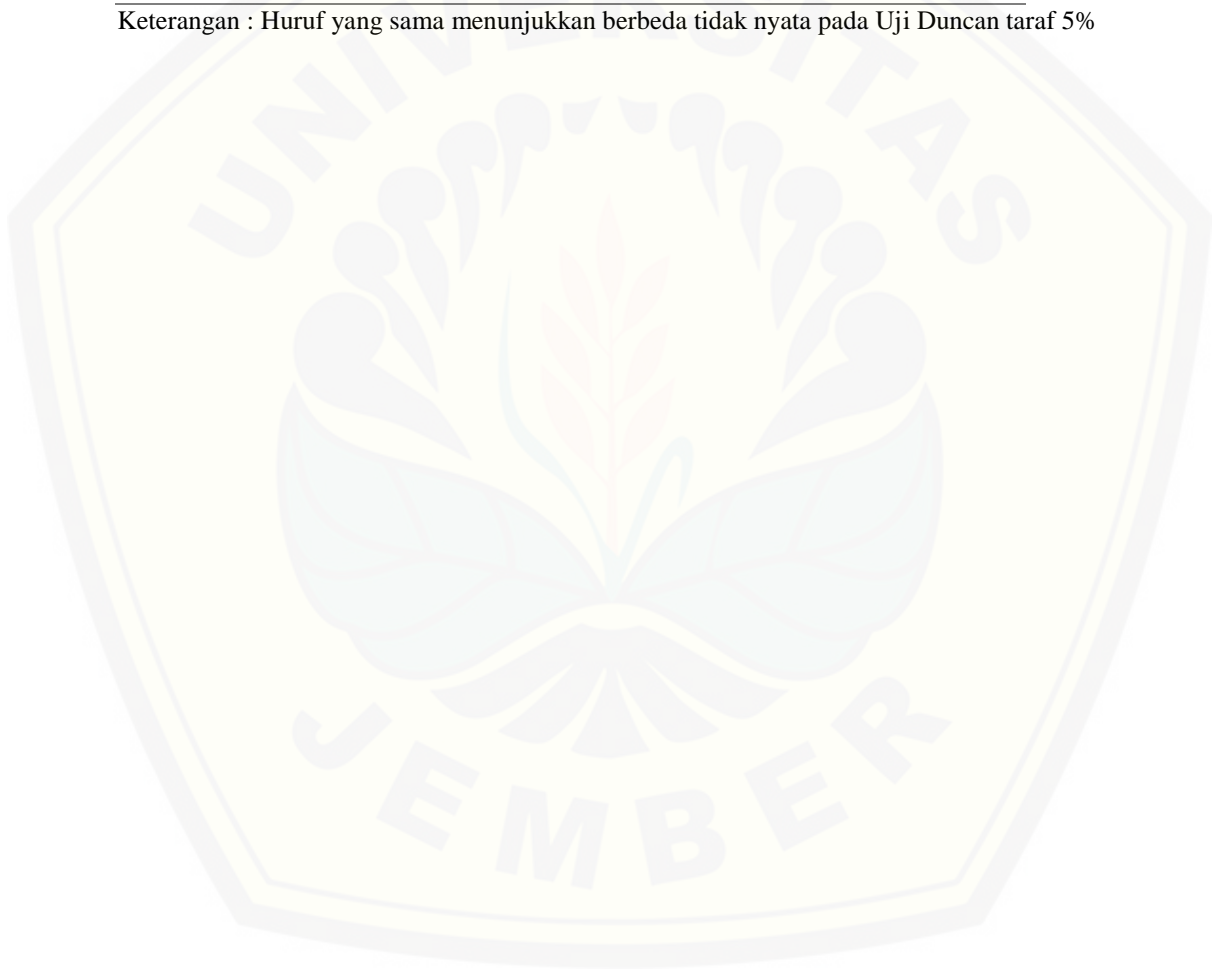 Keterangan : Huruf yang sama menunjukkan berbeda tidak nyata pada Uji Duncan taraf 5%
UNIVERSITAS
JEMBER